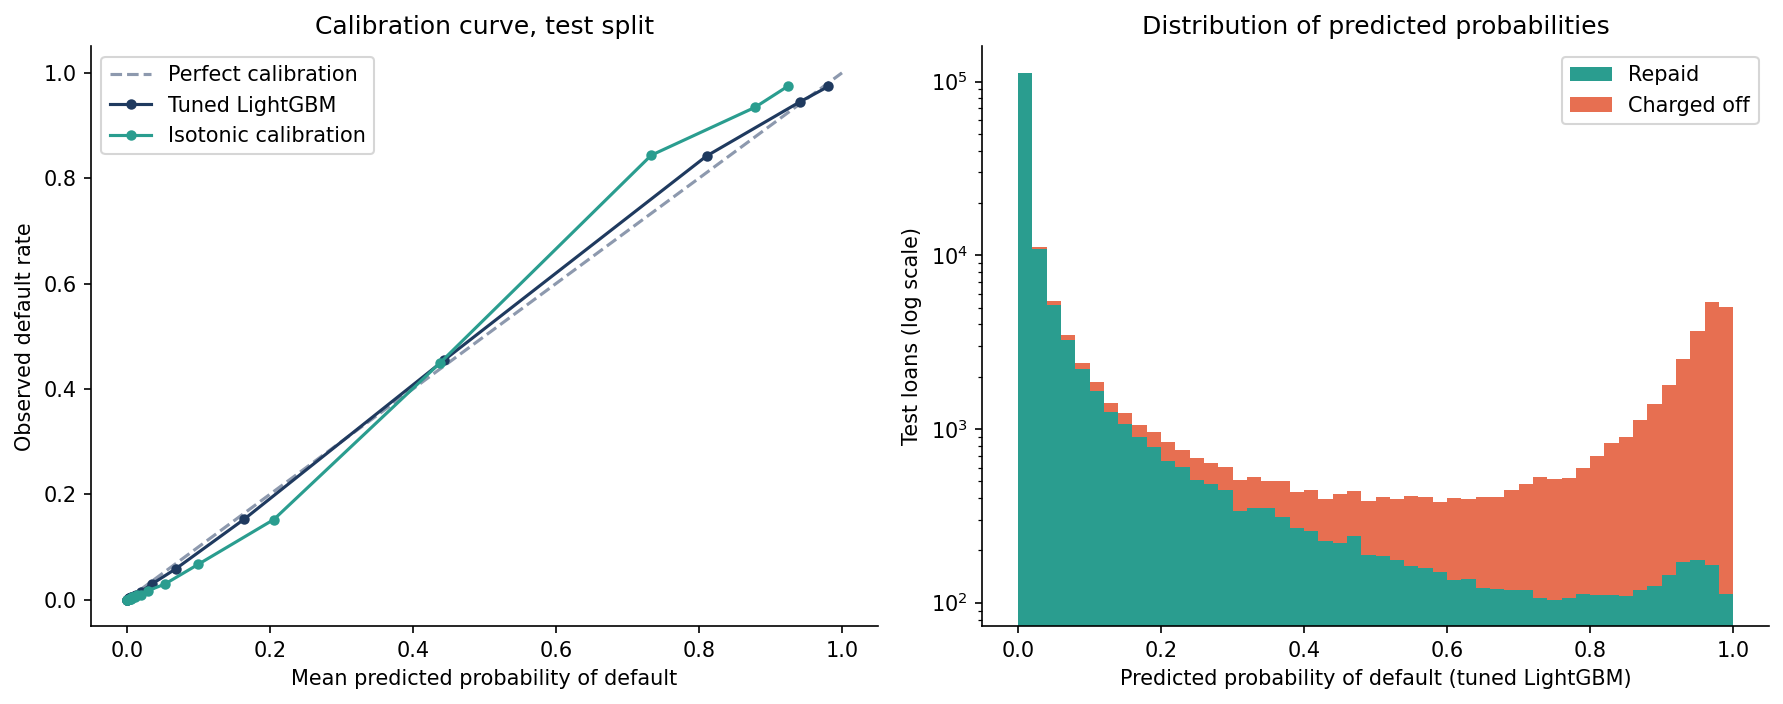 Calibration curve, test split
Perfect calibration
Tuned LightGBM
Isotonic calibration
Observed default rate
1.0
0.8
0.6
0.4
0.2
0.0
0.0 0.2 0.4 0.6 0.8 1.0
Mean predicted probability of default
Distribution of predicted probabilities
Repaid
Charged off
Test loans (log scale)
10⁵
10⁴
10³
10²
0.0 0.2 0.4 0.6 0.8 1.0
Predicted probability of default (tuned LightGBM)